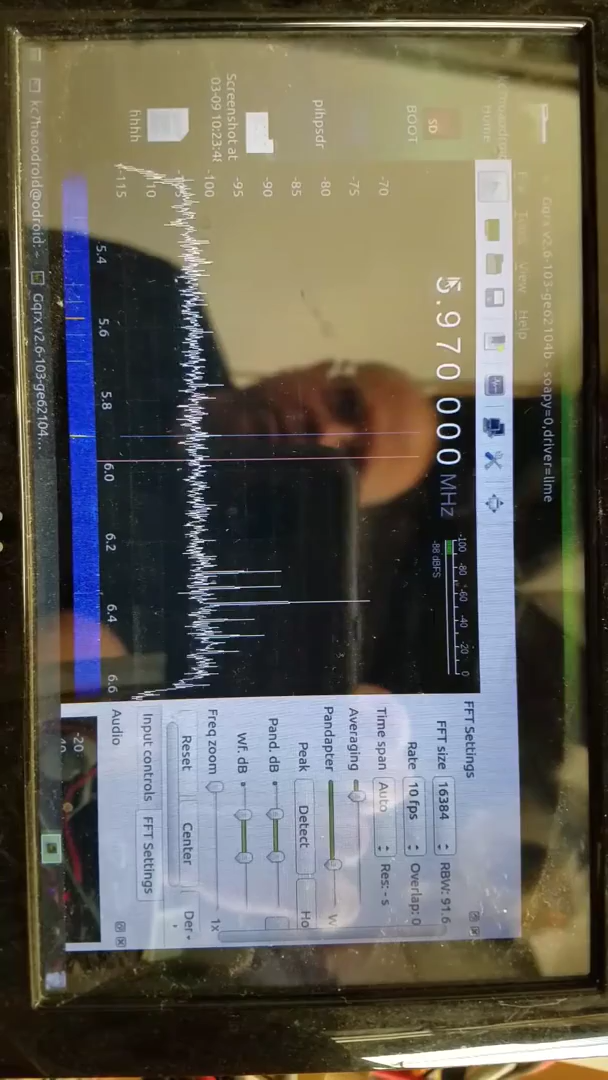 Gqrx v2.6-103-ge62104b - soapy=0,driver=lime
Tools View Help
Home
BOOT
pihpsdr
Screenshot at
03-09 10:23:48
hhhh
5.970 000 MHz
-100 -80 -60 -40 -20 0
-88 dBFS
-70
-75
-80
-85
-90
-95
-100
-115
5.4 5.6 5.8 6.0 6.2 6.4 6.6
FFT Settings
FFT size 16384 RBW: 91.6
Rate 10 fps Overlap: 0
Time span Auto Res: - s
Averaging
Pandapter W
Peak Detect Ho
Pand. dB
Wf. dB
Freq zoom 1x
Reset Center Der
Input controls FFT Settings
Audio
-20
kc7hoaodroid@odroid: ~
Gqrx v2.6-103-ge62104...